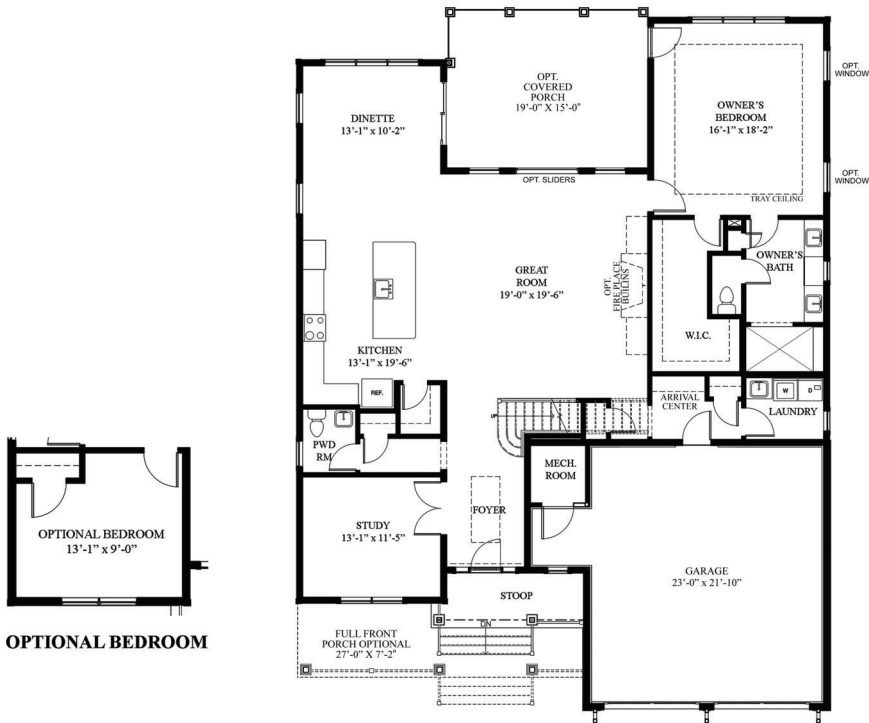 OPT.
COVERED
PORCH
19'-0" X 15'-0"
OPT.
WINDOW
DINETTE
13'-1" x 10'-2"
OWNER'S
BEDROOM
16'-1" x 18'-2"
OPT. SLIDERS
OPT.
WINDOW
TRAY CEILING
OWNER'S
BATH
GREAT
ROOM
19'-0" x 19'-6"
OPT.
FIRE PLACE
BUILINS
W.I.C.
KITCHEN
13'-1" x 19'-6"
REF.
ARRIVAL
CENTER
W
D
LAUNDRY
UP
PWD
RM
MECH.
ROOM
STUDY
13'-1" x 11'-5"
FOYER
GARAGE
23'-0" x 21'-10"
STOOP
DN
FULL FRONT
PORCH OPTIONAL
27'-0" X 7'-2"
OPTIONAL BEDROOM
13'-1" x 9'-0"
OPTIONAL BEDROOM